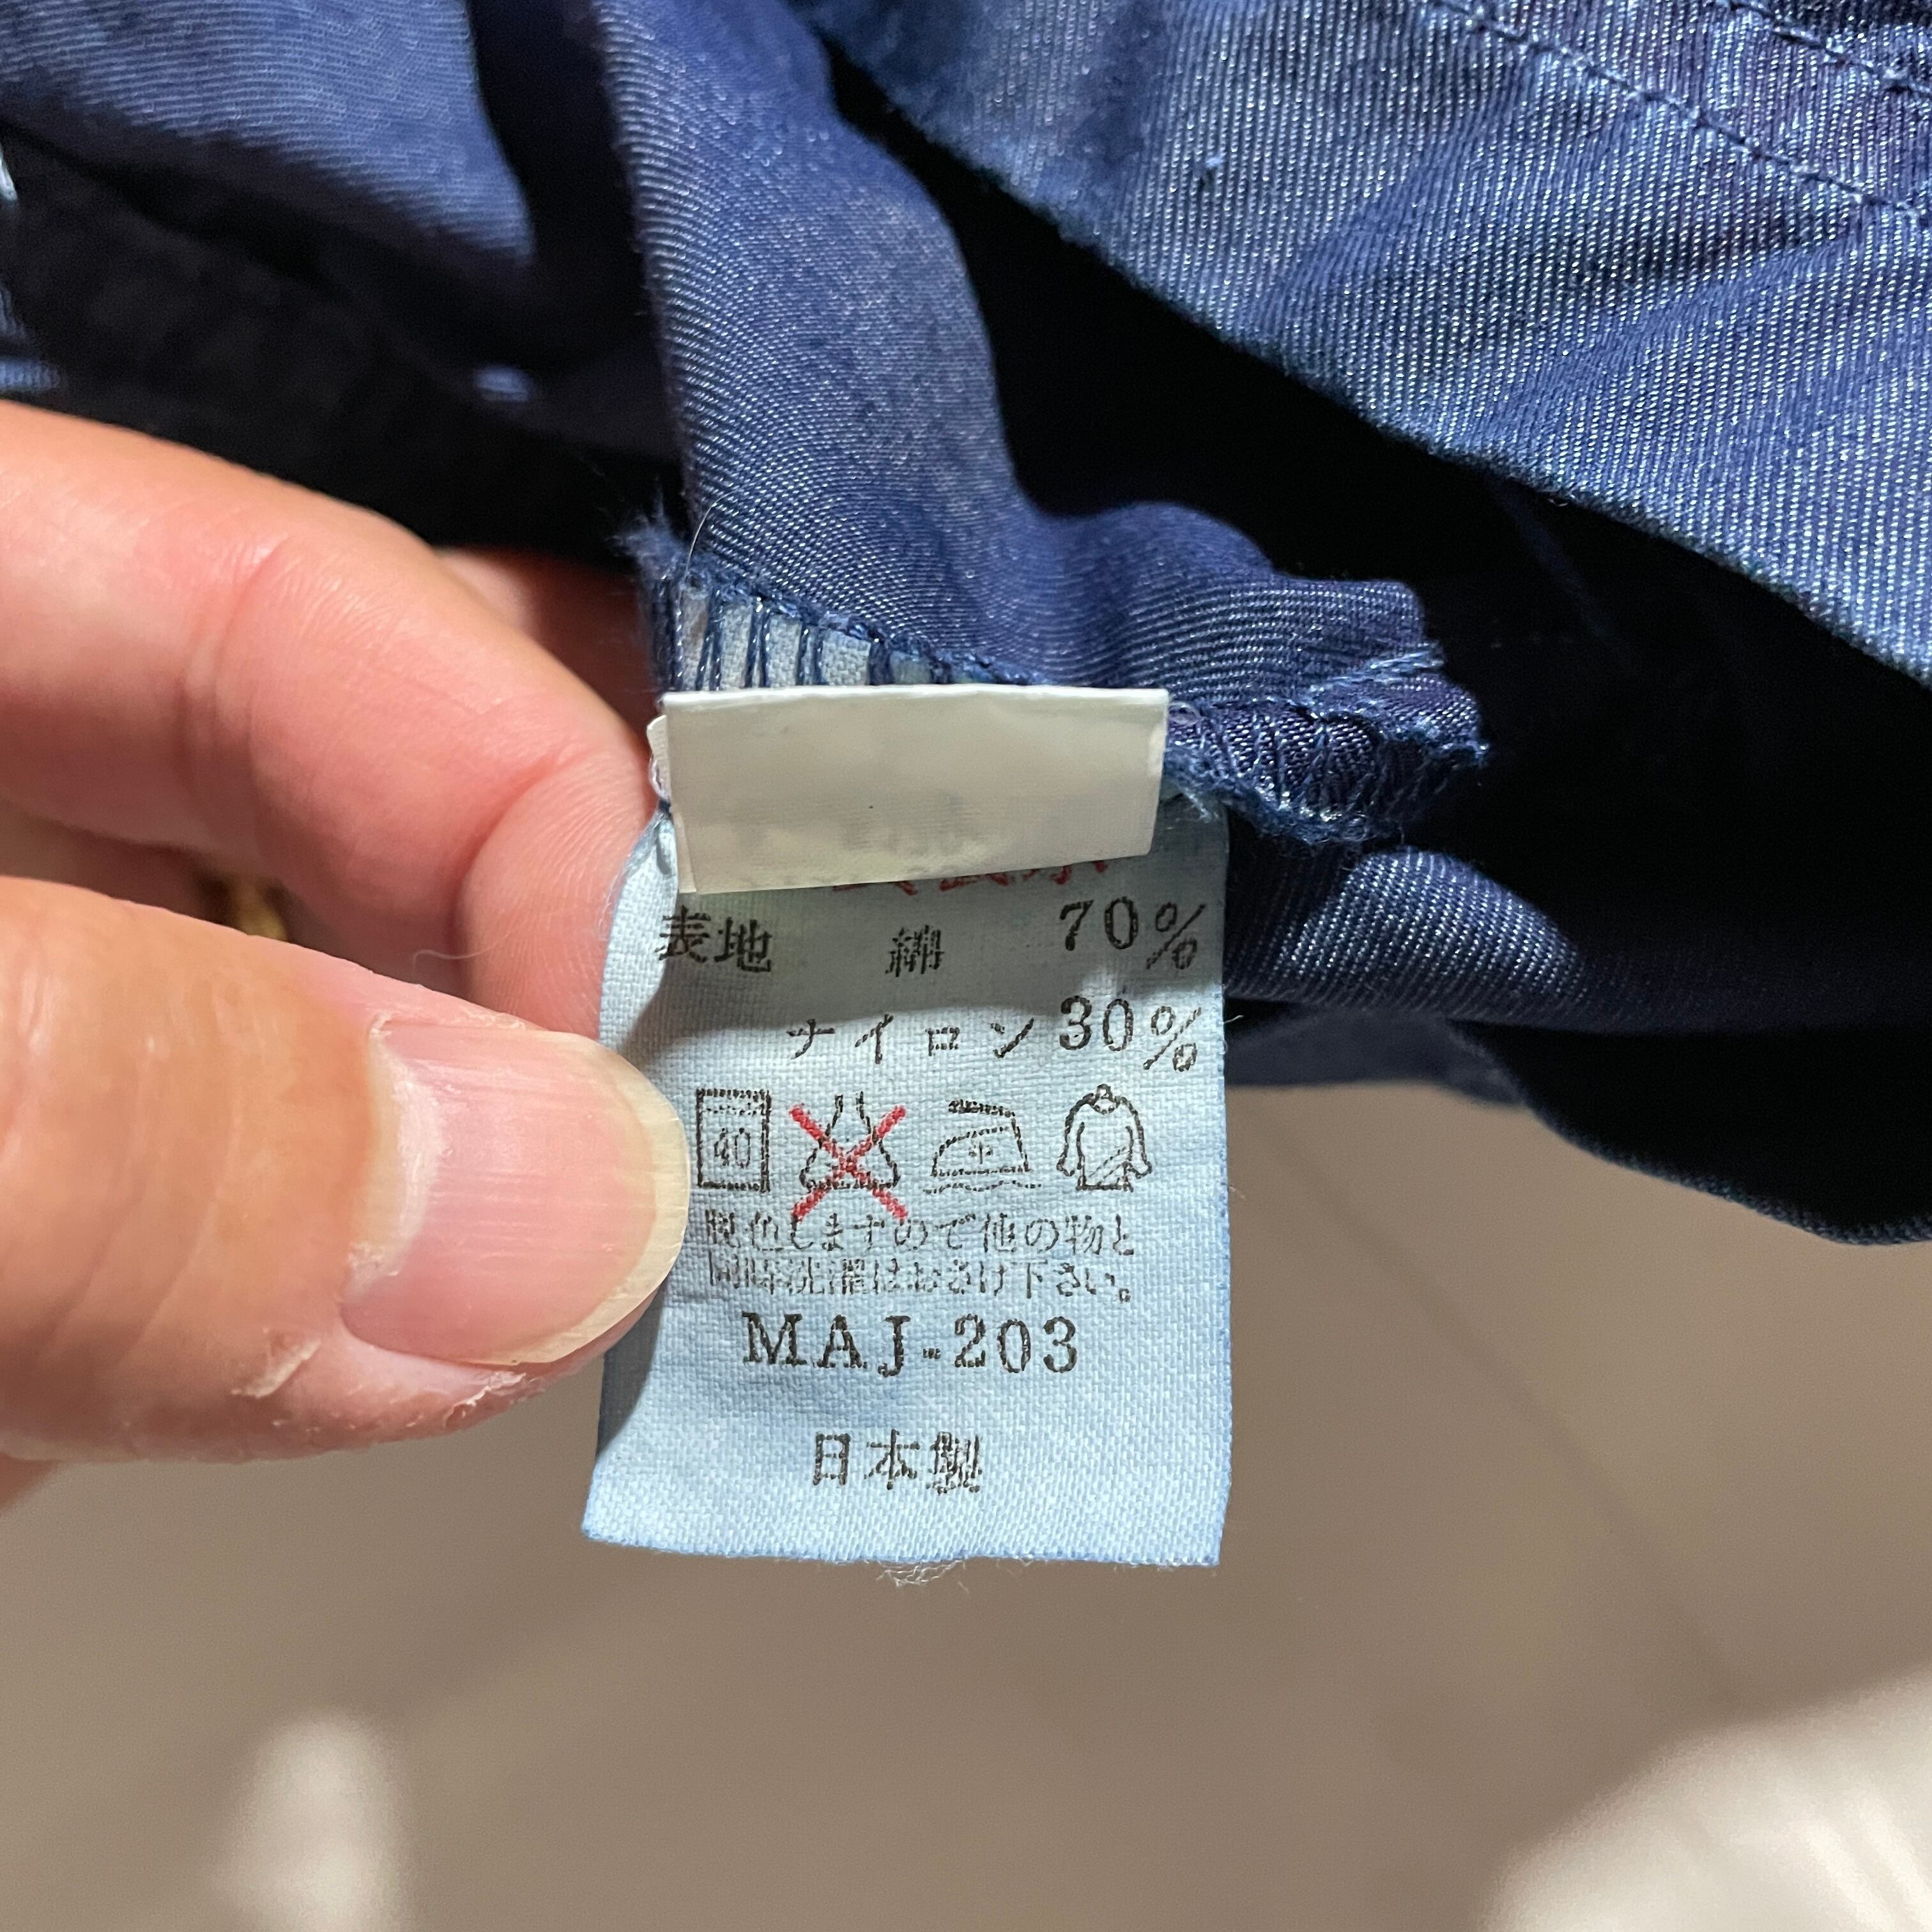 表地 綿 70%
ナイロン 30%
40 中
脱色しますので他の物と
同時洗濯はおさけ下さい。
MAJ-203
日本製